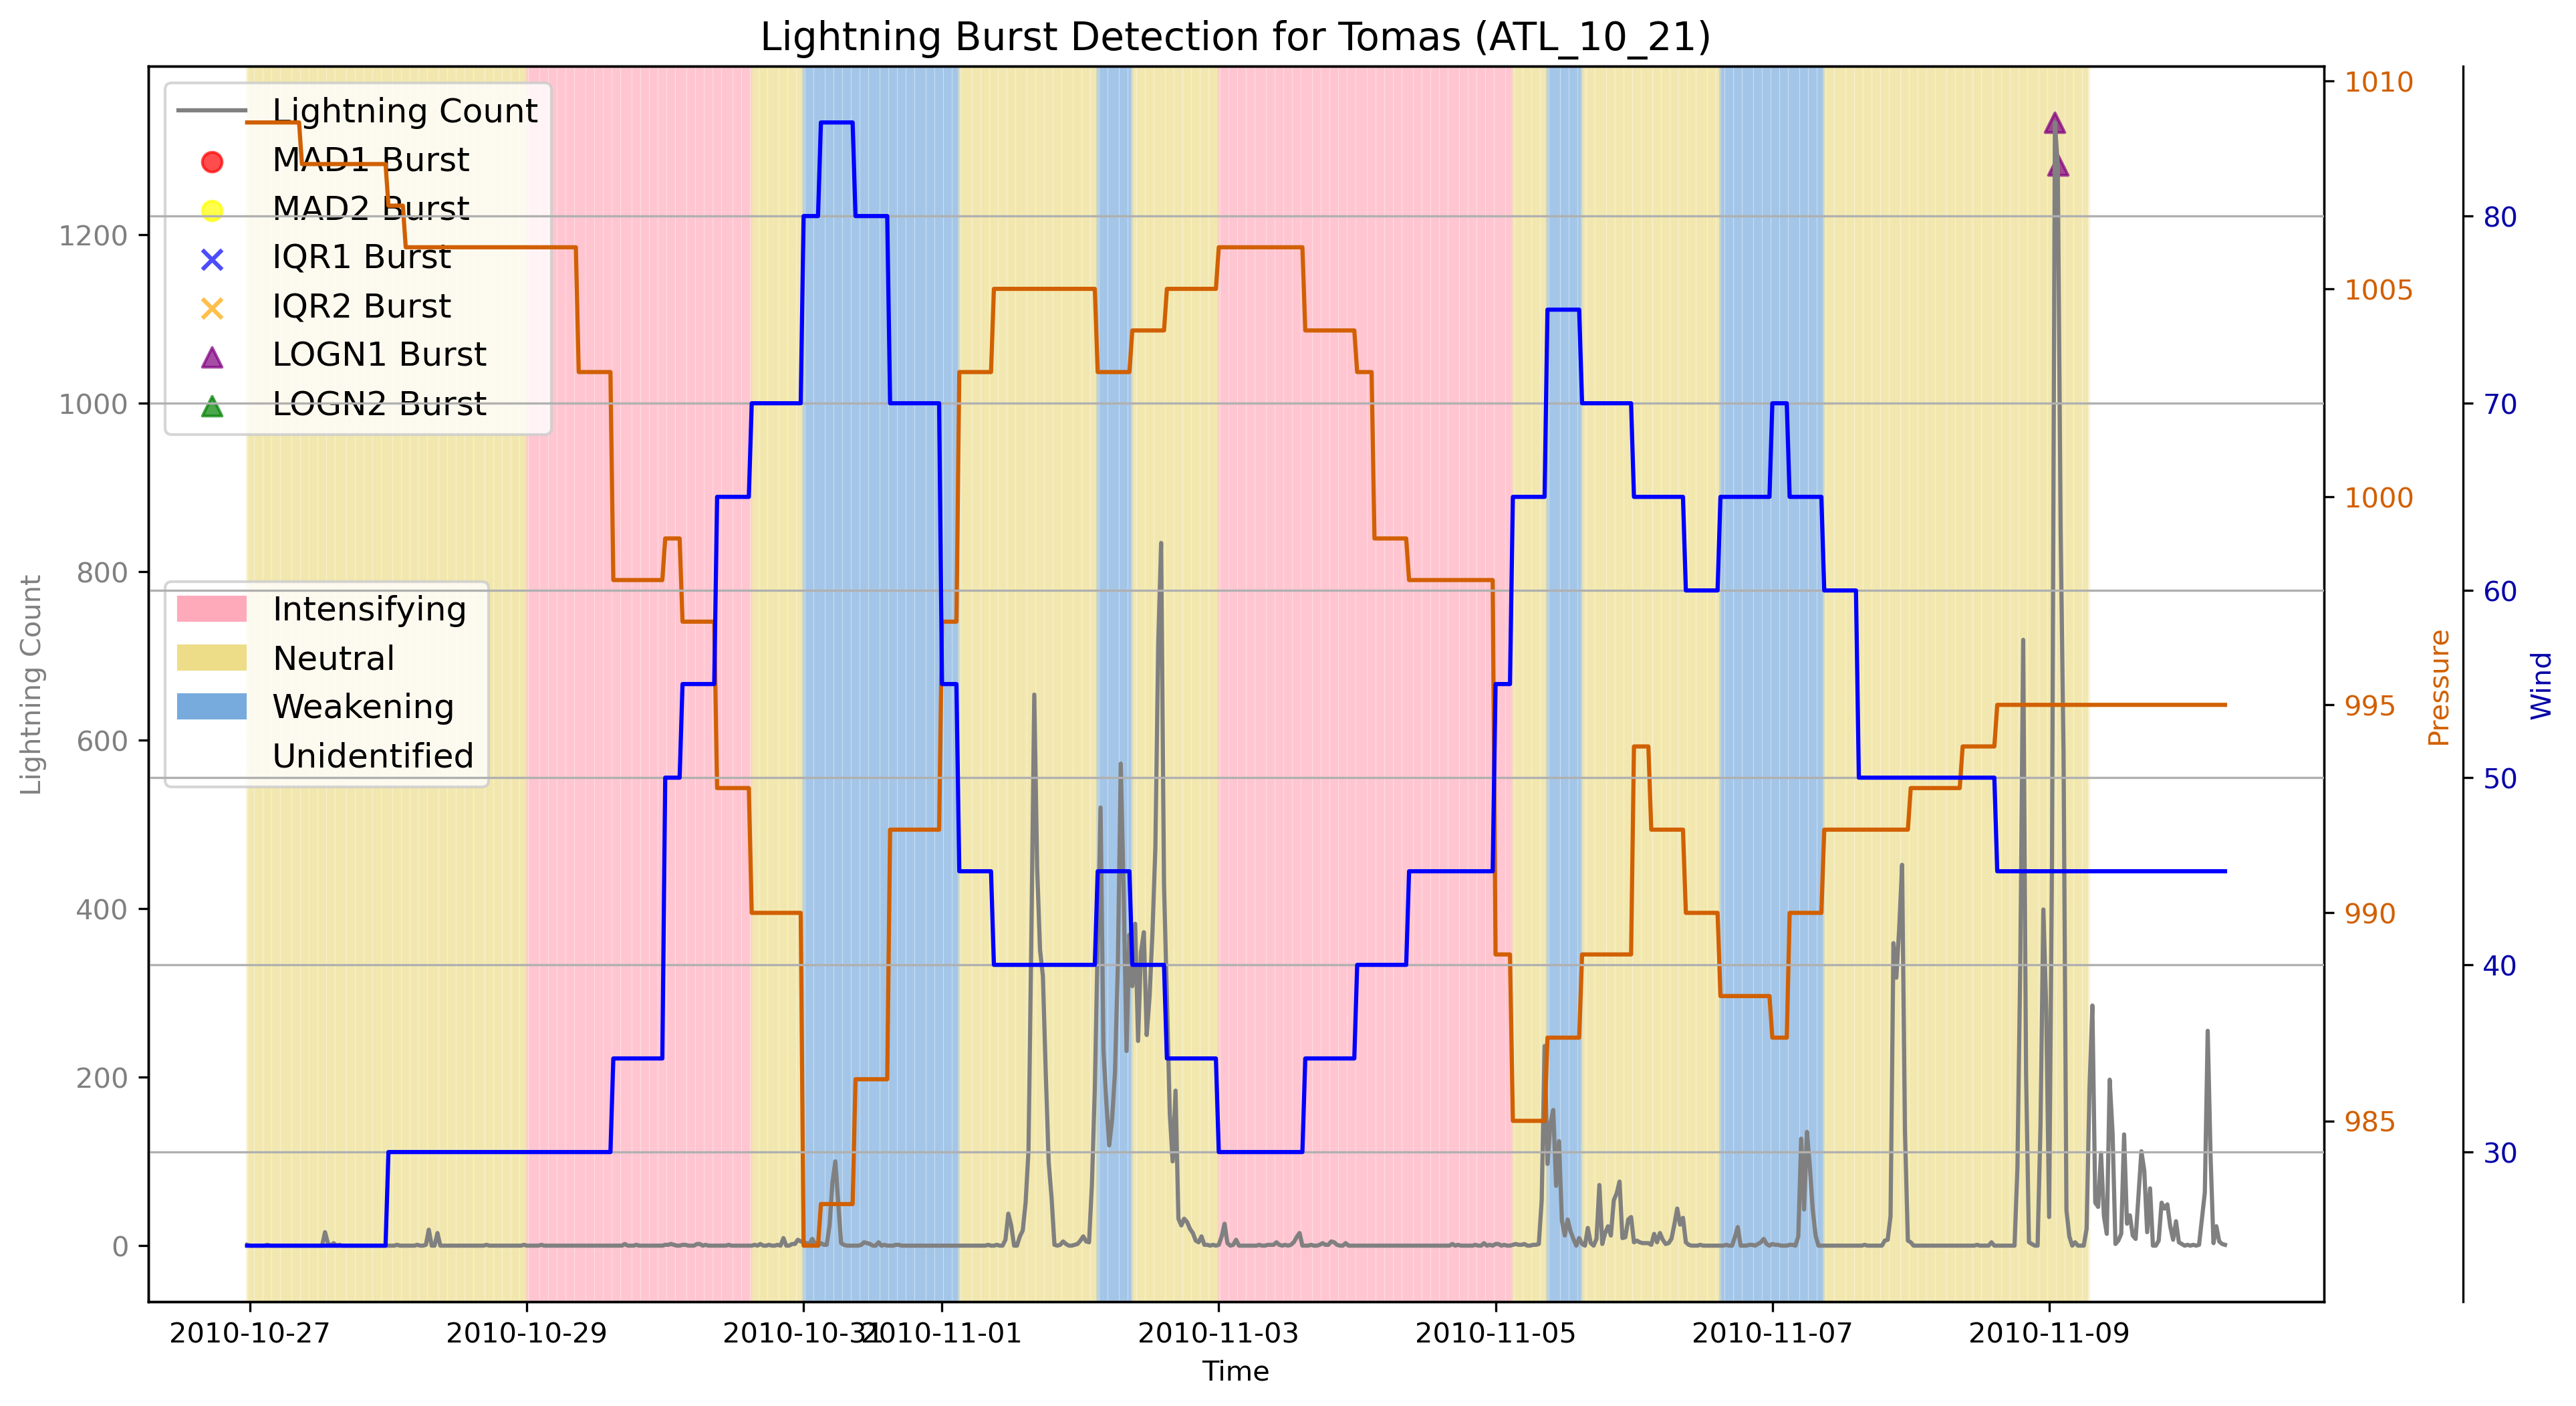 Lightning Burst Detection for Tomas (ATL_10_21)
Lightning Count
MAD1 Burst
MAD2 Burst
IQR1 Burst
IQR2 Burst
LOGN1 Burst
LOGN2 Burst
Intensifying
Neutral
Weakening
Unidentified
Lightning Count
1200
1000
800
600
400
200
0
1010
1005
1000
995
990
985
Pressure
80
70
60
50
40
30
Wind
2010-10-27
2010-10-29
2010-10-31
2010-11-01
2010-11-03
2010-11-05
2010-11-07
2010-11-09
Time